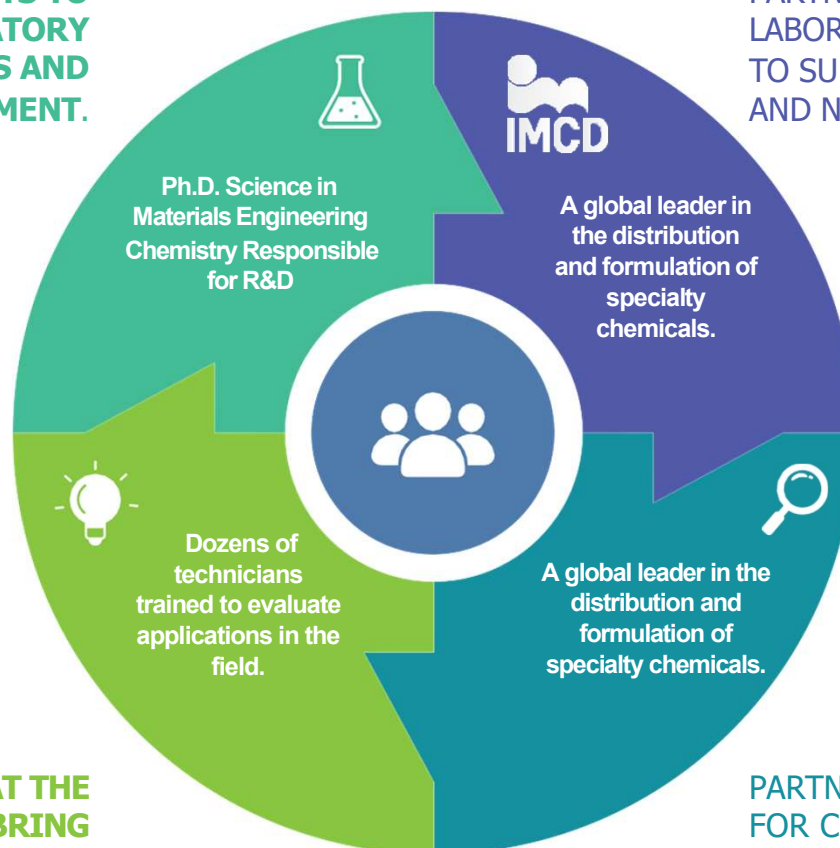 ATORY
S AND
MENT.
PARTN
LABOR
TO SU
AND N
IMCD
Ph.D. Science in
Materials Engineering
Chemistry Responsible
for R&D
A global leader in
the distribution
and formulation of
specialty
chemicals.
Dozens of
technicians
trained to evaluate
applications in the
field.
A global leader in the
distribution and
formulation of
specialty chemicals.
AT THE
BRING
PARTN
FOR C